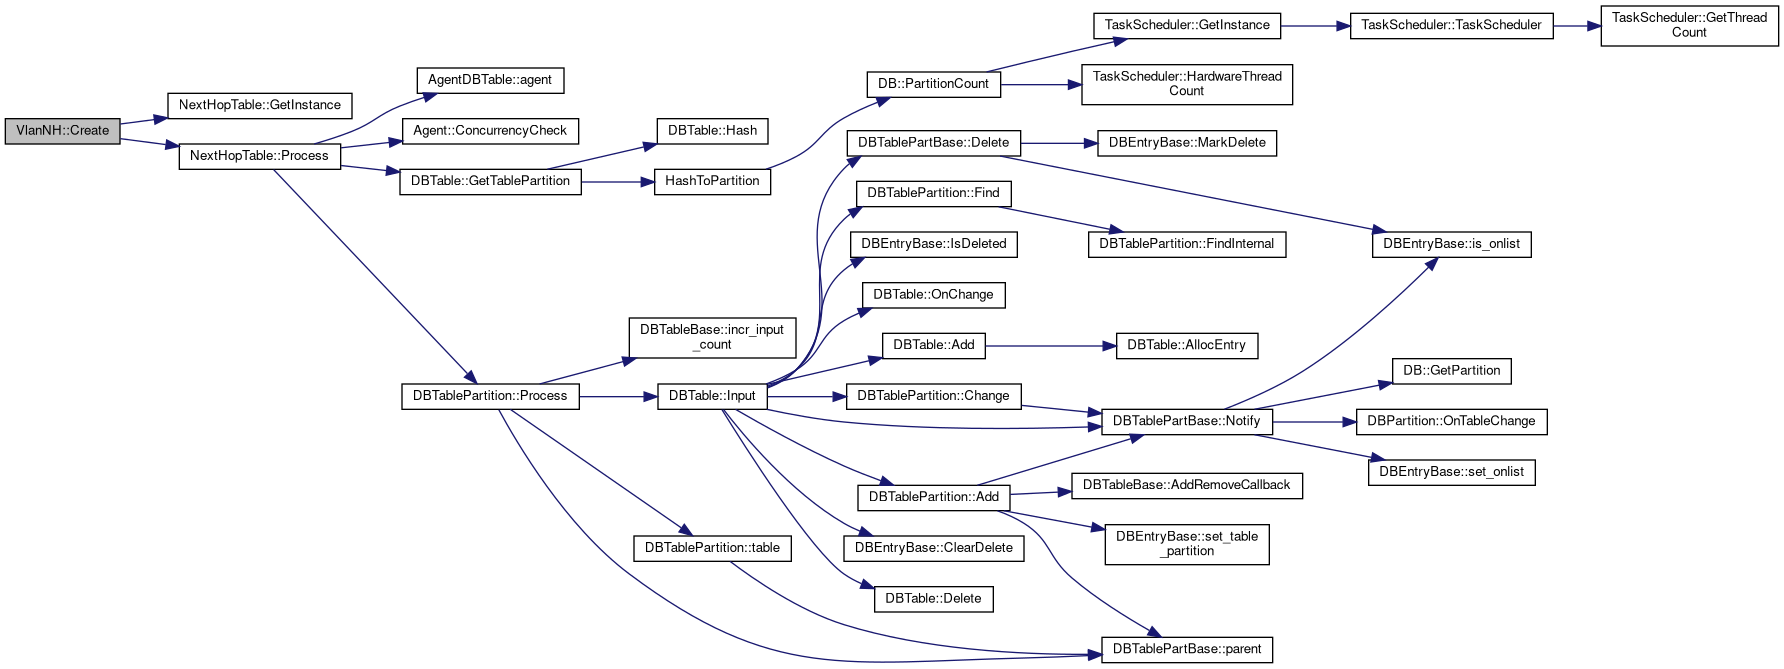 VlanNH::Create
NextHopTable::GetInstance
NextHopTable::Process
AgentDBTable::agent
Agent::ConcurrencyCheck
DBTable::GetTablePartition
DBTable::Hash
HashToPartition
DB::PartitionCount
TaskScheduler::GetInstance
TaskScheduler::TaskScheduler
TaskScheduler::GetThread
Count
TaskScheduler::HardwareThread
Count
DBTablePartition::Process
DBTableBase::incr_input
_count
DBTable::Input
DBTablePartition::table
DBTablePartBase::Delete
DBEntryBase::MarkDelete
DBTablePartition::Find
DBTablePartition::FindInternal
DBEntryBase::is_onlist
DBEntryBase::IsDeleted
DBTable::OnChange
DBTable::Add
DBTable::AllocEntry
DBTablePartition::Change
DBTablePartBase::Notify
DB::GetPartition
DBPartition::OnTableChange
DBEntryBase::set_onlist
DBTablePartition::Add
DBTableBase::AddRemoveCallback
DBEntryBase::set_table
_partition
DBEntryBase::ClearDelete
DBTable::Delete
DBTablePartBase::parent